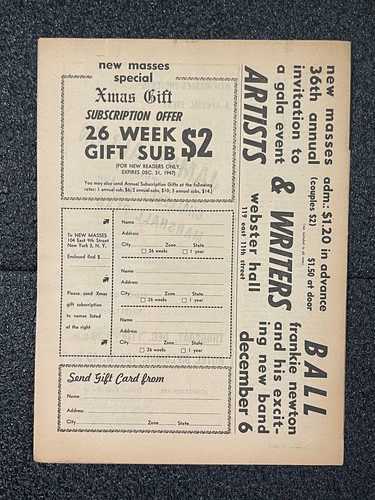 new masses
special
Xmas Gift
SUBSCRIPTION OFFER
26 WEEK
GIFT SUB $2
(FOR NEW READERS ONLY,
EXPIRES DEC. 31, 1947)
You may also send Annual Subscription Gifts at the following
rates: 1 annual sub, $6; 2 annual subs, $10; 3 annual subs, $14.)
To NEW MASSES
104 East 9th Street
New York 3, N. Y.
Enclosed find $
Please send Xmas
gift subscription
to names listed
at the right
Name
Address
City Zone State
26 weeks 1 year
Name
Address
City Zone State
26 weeks 1 year
Name
Address
City Zone State
26 weeks 1 year
Send Gift Card from
Name
Address
City Zone State
new masses
36th annual
invitation to
a gala event
ARTISTS & WRITERS BALL
adm: $1.20 in advance
(couples $2) $1.50 at door
webster hall
119 east 11th street
frankie newton
and his excit-
ing new band
december 6